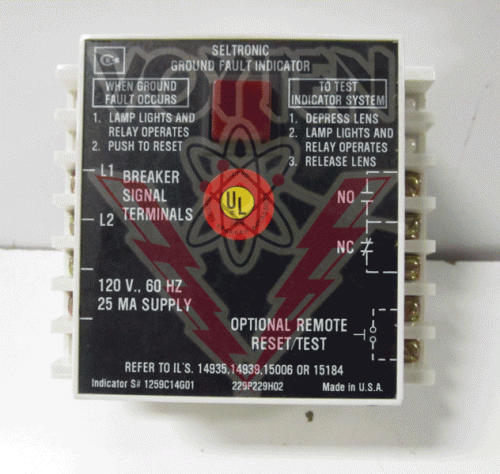 SELTRONIC
GROUND FAULT INDICATOR
WHEN GROUND
FAULT OCCURS
1. LAMP LIGHTS AND
RELAY OPERATES
2. PUSH TO RESET
TO TEST
INDICATOR SYSTEM
1. DEPRESS LENS
2. LAMP LIGHTS AND
RELAY OPERATES
3. RELEASE LENS
L1 BREAKER
SIGNAL
L2 TERMINALS
UL
NO
NC
120 V., 60 HZ
25 MA SUPPLY
OPTIONAL REMOTE
RESET/TEST
REFER TO IL'S. 14935,14939,15006 OR 15184
Indicator S# 1259C14G01 229P229H02 Made in U.S.A.